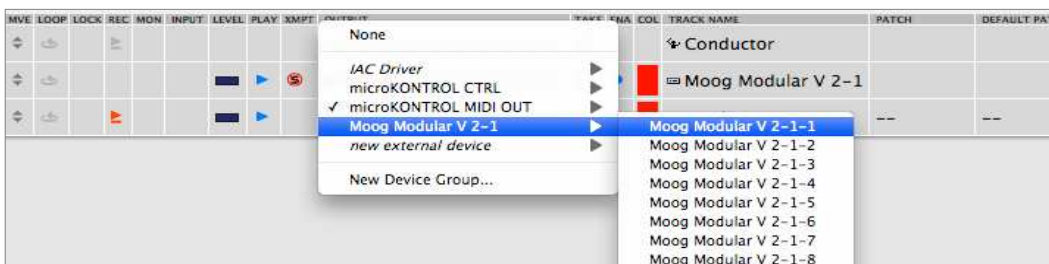 MVE LOOP LOCK REC MON INPUT LEVEL PLAY XMPT OUTPUT TAKE ENA COL TRACK NAME PATCH DEFAULT PA
None
Conductor
IAC Driver
microKONTROL CTRL
Moog Modular V 2-1
✓ microKONTROL MIDI OUT
Moog Modular V 2-1
-- --
Moog Modular V 2-1-1
new external device
Moog Modular V 2-1-2
Moog Modular V 2-1-3
New Device Group...
Moog Modular V 2-1-4
Moog Modular V 2-1-5
Moog Modular V 2-1-6
Moog Modular V 2-1-7
Moog Modular V 2-1-8